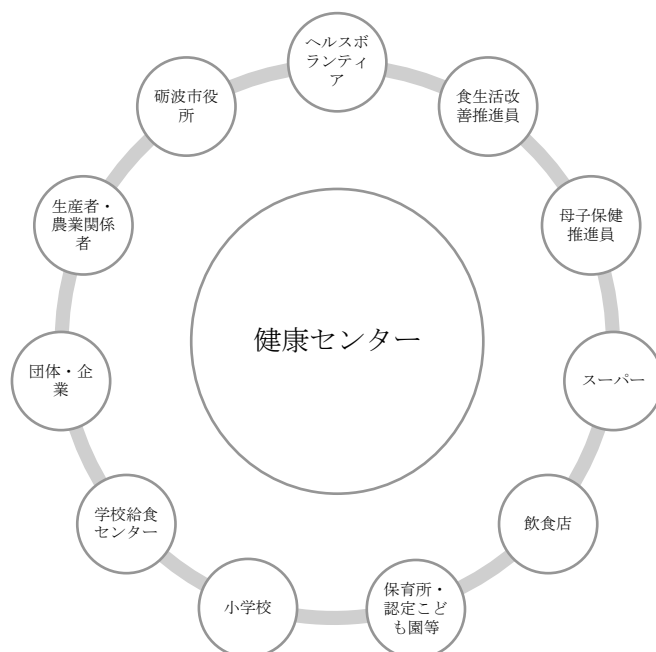 ヘルスボ
ランティ
ア
食生活改
善推進員
母子保健
推進員
スーパー
飲食店
保育所・
認定こど
も園等
小学校
学校給食
センター
団体・企
業
生産者・
農業関係
者
砺波市役
所
健康センター